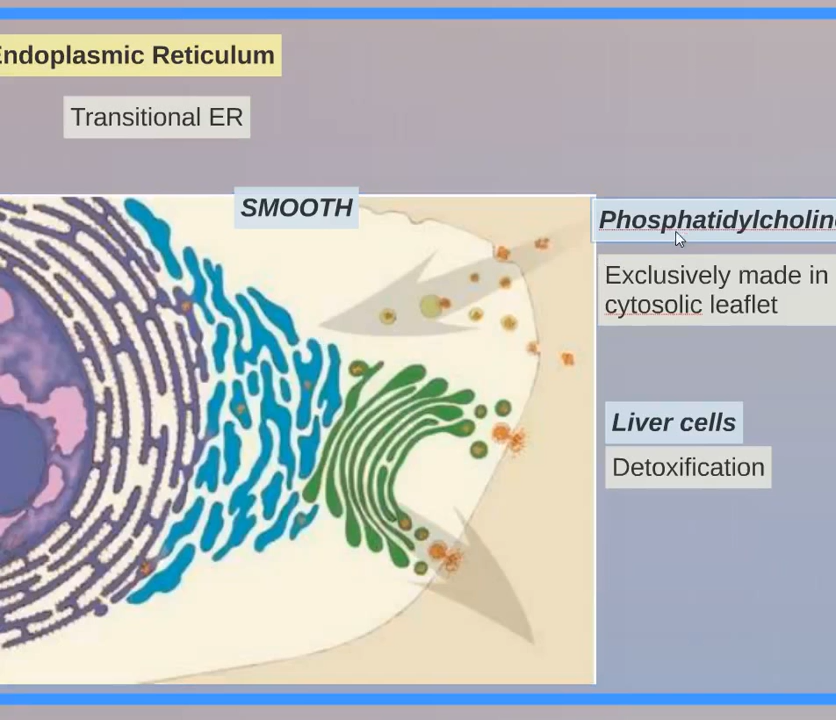 Endoplasmic Reticulum
Transitional ER
SMOOTH
Phosphatidylcholine
Exclusively made in
cytosolic leaflet
Liver cells
Detoxification